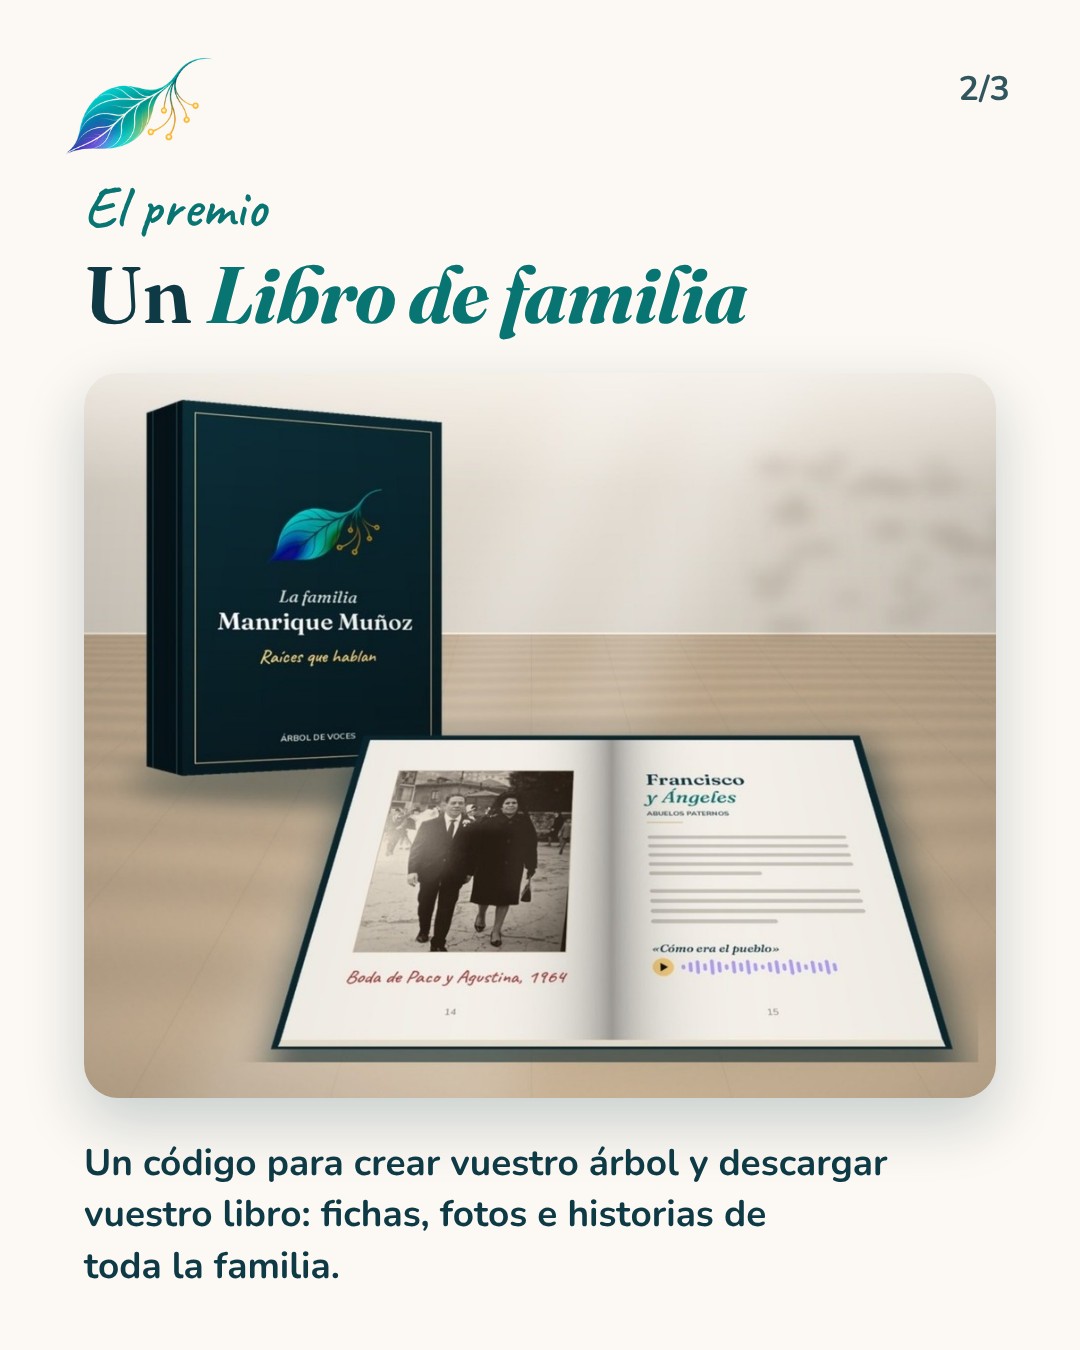 2/3
El premio
Un Libro de familia
La familia
Manrique Muñoz
Raíces que hablan
ÁRBOL DE VOCES
Boda de Paco y Agustina, 1964
14
Francisco
y Ángeles
ABUELOS PATERNOS
«Cómo era el pueblo»
15
Un código para crear vuestro árbol y descargar
vuestro libro: fichas, fotos e historias de
toda la familia.